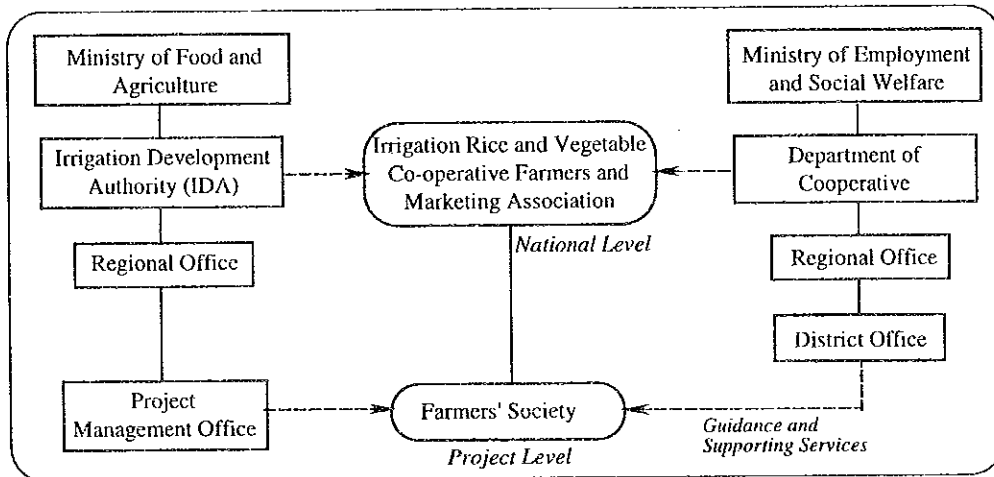 Ministry of Food and
Agriculture
Ministry of Employment
and Social Welfare
Irrigation Development
Authority (IDA)
Irrigation Rice and Vegetable
Co-operative Farmers and
Marketing Association
Department of
Cooperative
National Level
Regional Office
Regional Office
District Office
Project
Management Office
Farmers' Society
Guidance and
Supporting Services
Project Level